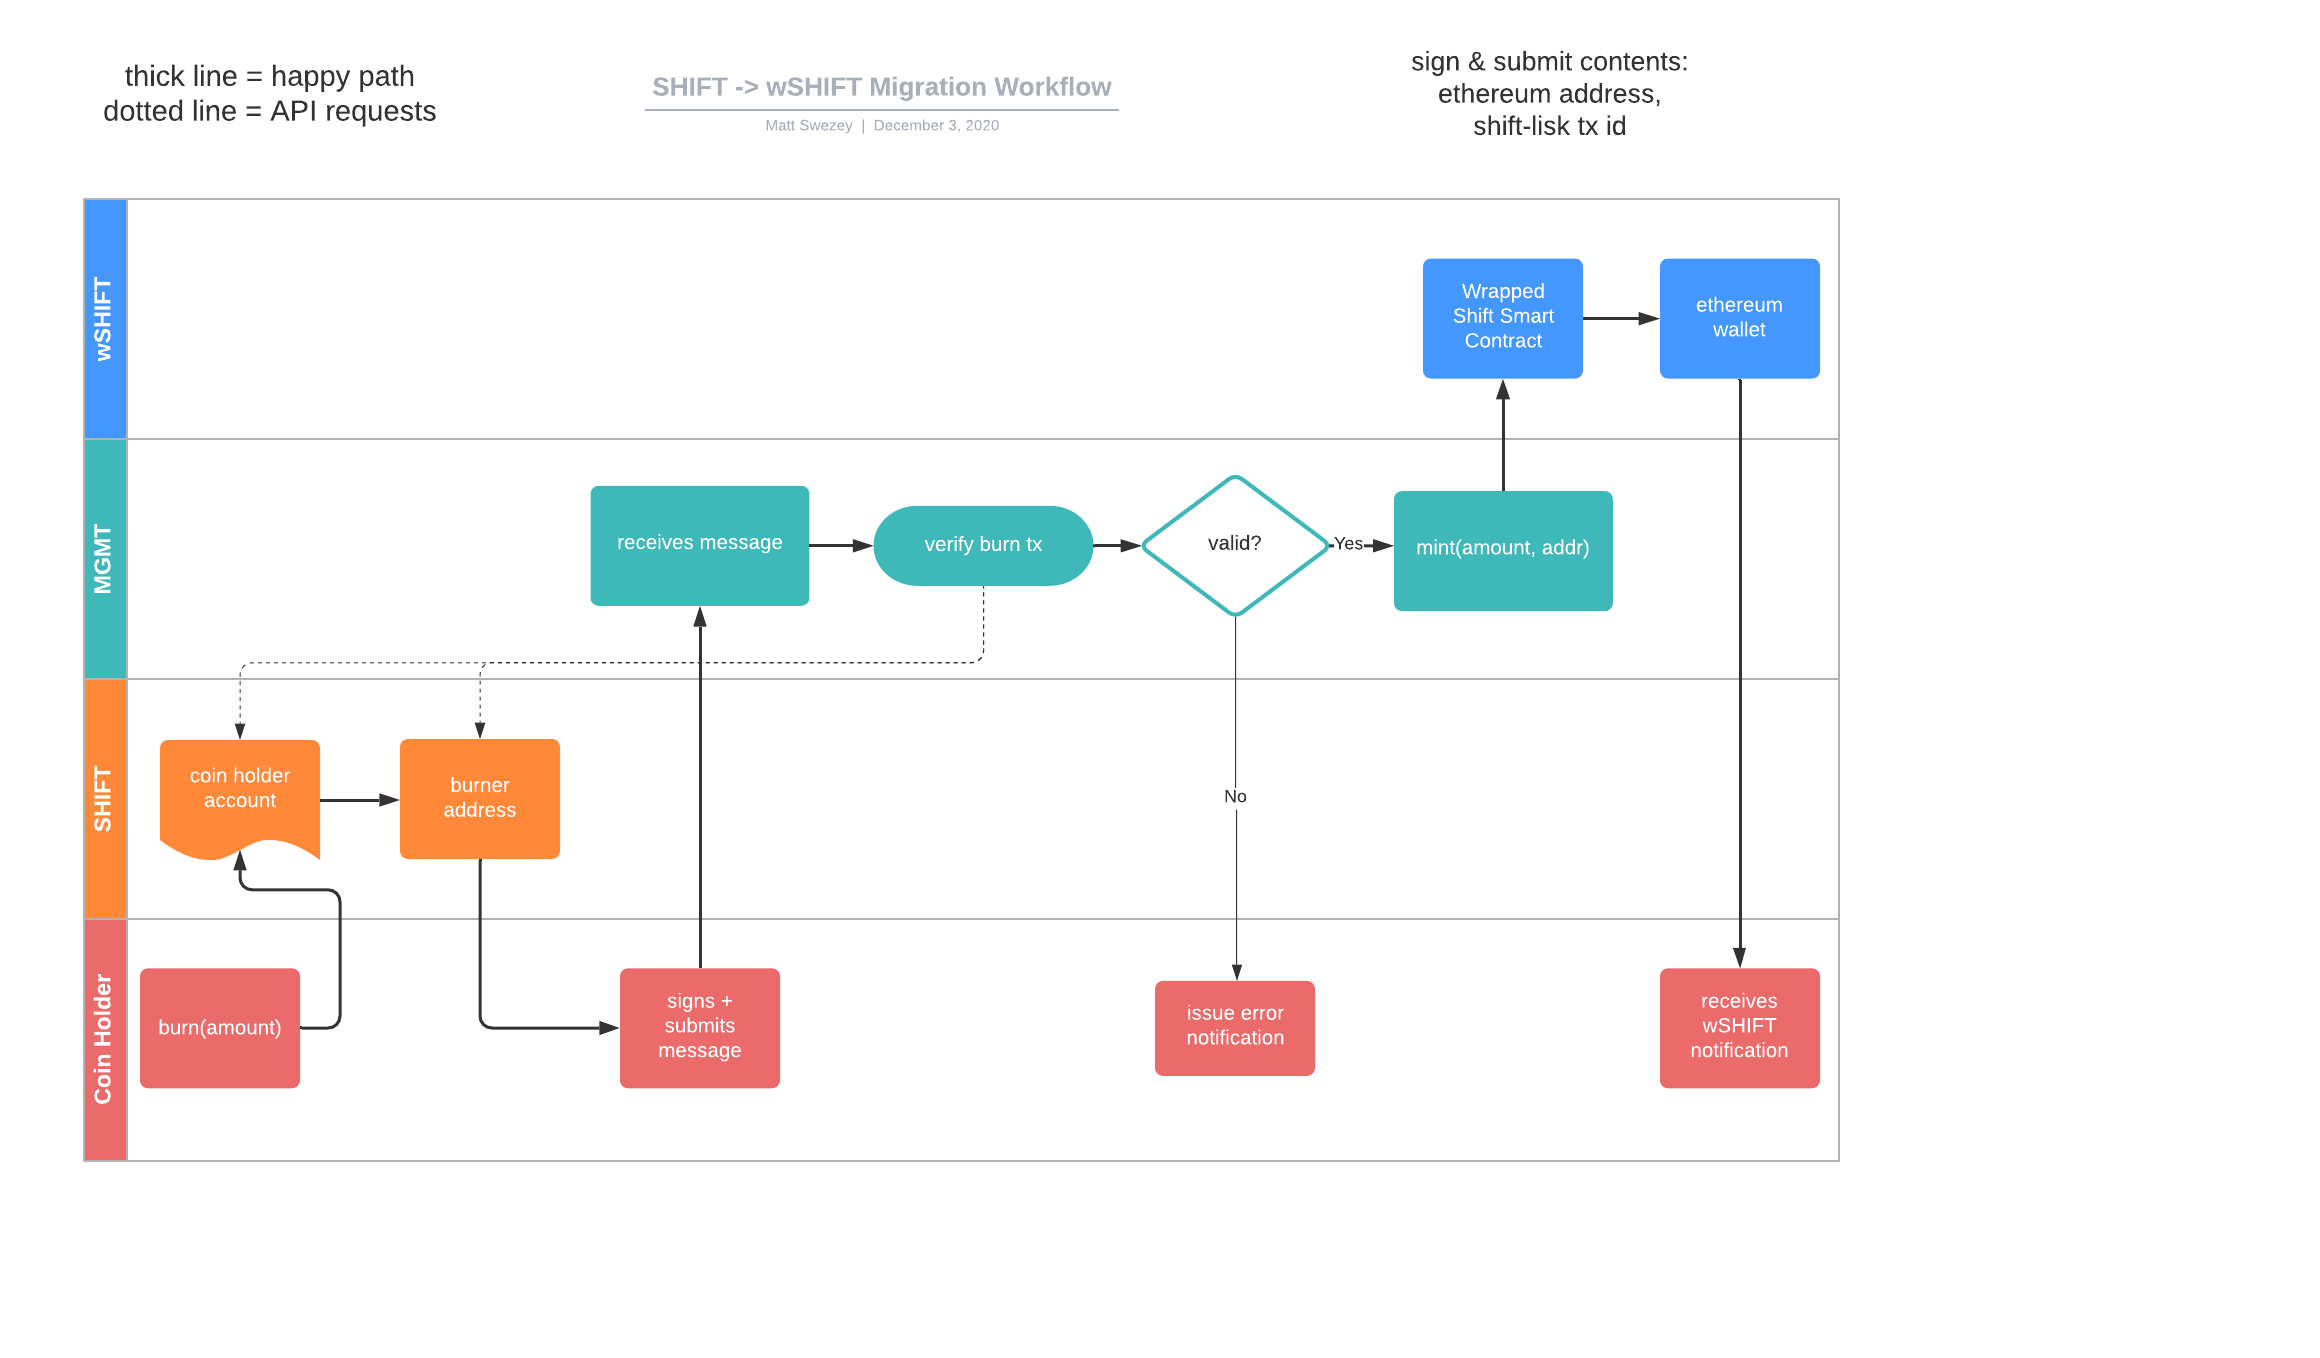 thick line = happy path
dotted line = API requests
SHIFT -> wSHIFT Migration Workflow
Matt Swezey | December 3, 2020
sign & submit contents:
ethereum address,
shift-lisk tx id
wSHIFT
Wrapped
Shift Smart
Contract
ethereum
wallet
MGMT
receives message
verify burn tx
valid?
Yes
mint(amount, addr)
SHIFT
coin holder
account
burner
address
No
Coin Holder
burn(amount)
signs +
submits
message
issue error
notification
receives
wSHIFT
notification